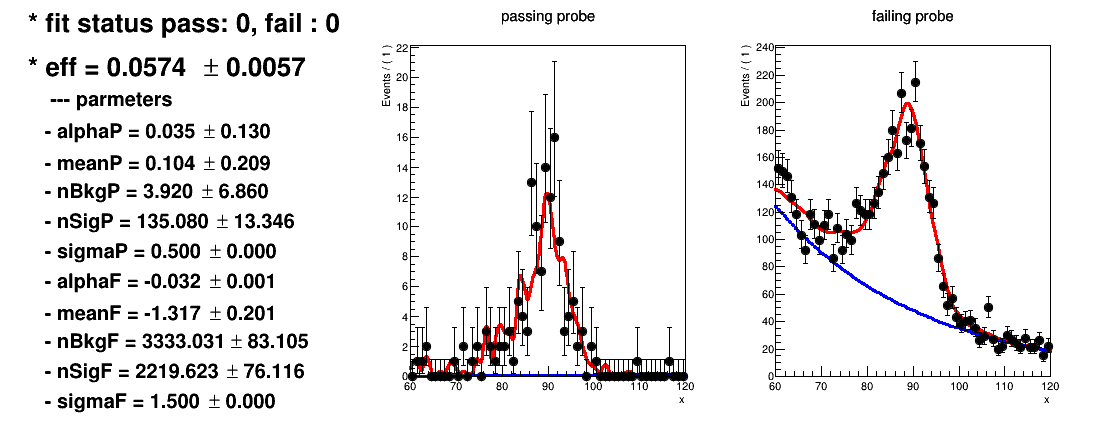 * fit status pass: 0, fail : 0
* eff = 0.0574 ± 0.0057
--- parmeters
- alphaP = 0.035 ± 0.130
- meanP = 0.104 ± 0.209
- nBkgP = 3.920 ± 6.860
- nSigP = 135.080 ± 13.346
- sigmaP = 0.500 ± 0.000
- alphaF = -0.032 ± 0.001
- meanF = -1.317 ± 0.201
- nBkgF = 3333.031 ± 83.105
- nSigF = 2219.623 ± 76.116
- sigmaF = 1.500 ± 0.000
passing probe
Events / ( 1 )
22
20
18
16
14
12
10
8
6
4
2
0
60 70 80 90 100 110 120
x
failing probe
Events / ( 1 )
240
220
200
180
160
140
120
100
80
60
40
20
0
60 70 80 90 100 110 120
x